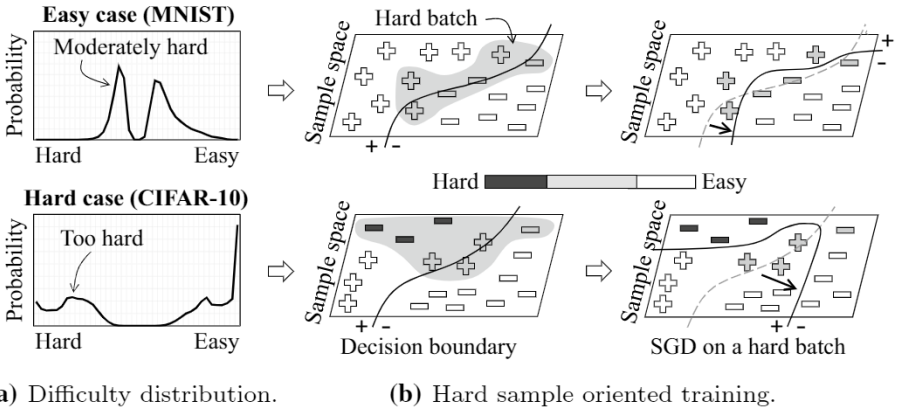 Easy case (MNIST)
Probability
Moderately hard
Hard Easy
Hard batch
Sample space
+ -
Sample space
+
-
Hard Easy
Hard case (CIFAR-10)
Probability
Too hard
Hard Easy
Sample space
+ -
Decision boundary
Sample space
+ -
SGD on a hard batch
) Difficulty distribution.
(b) Hard sample oriented training.